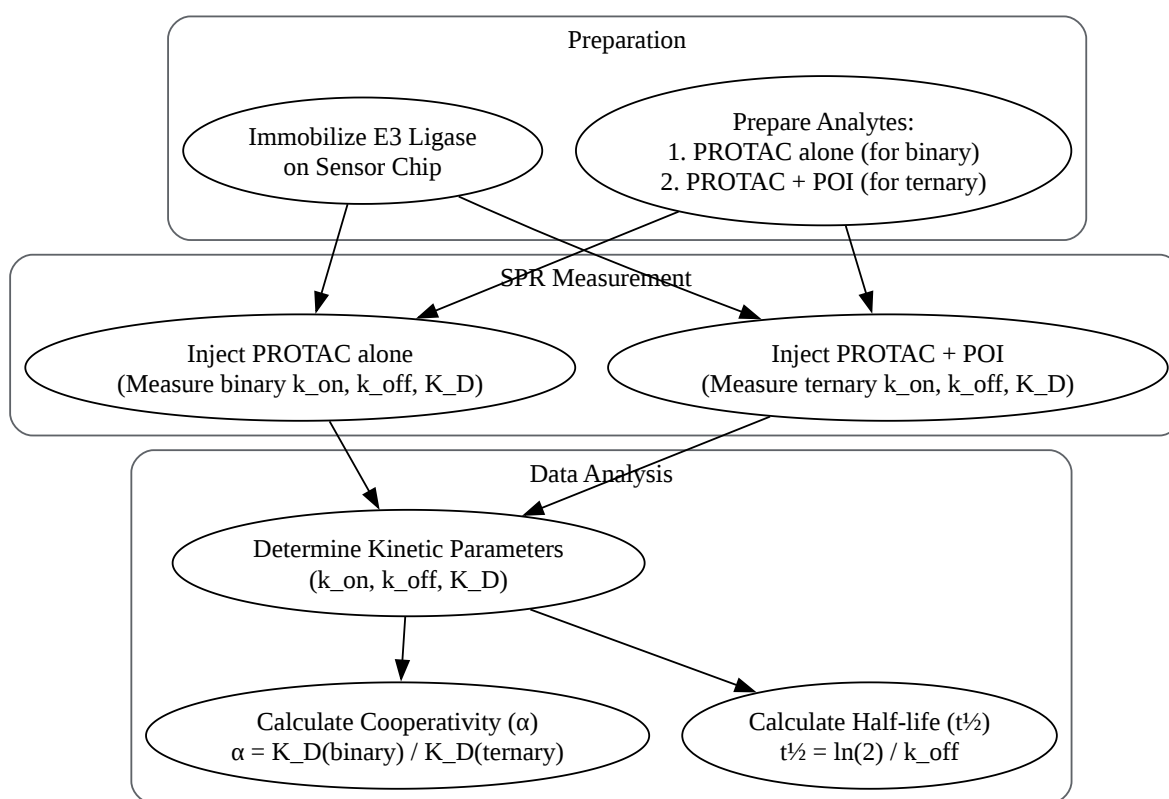 Preparation
Immobilize E3 Ligase
on Sensor Chip
Prepare Analytes:
1. PROTAC alone (for binary)
2. PROTAC + POI (for ternary)
SPR Measurement
Inject PROTAC alone
(Measure binary k_on, k_off, K_D)
Inject PROTAC + POI
(Measure ternary k_on, k_off, K_D)
Data Analysis
Determine Kinetic Parameters
(k_on, k_off, K_D)
Calculate Cooperativity (α)
α = K_D(binary) / K_D(ternary)
Calculate Half-life (t½)
t½ = ln(2) / k_off